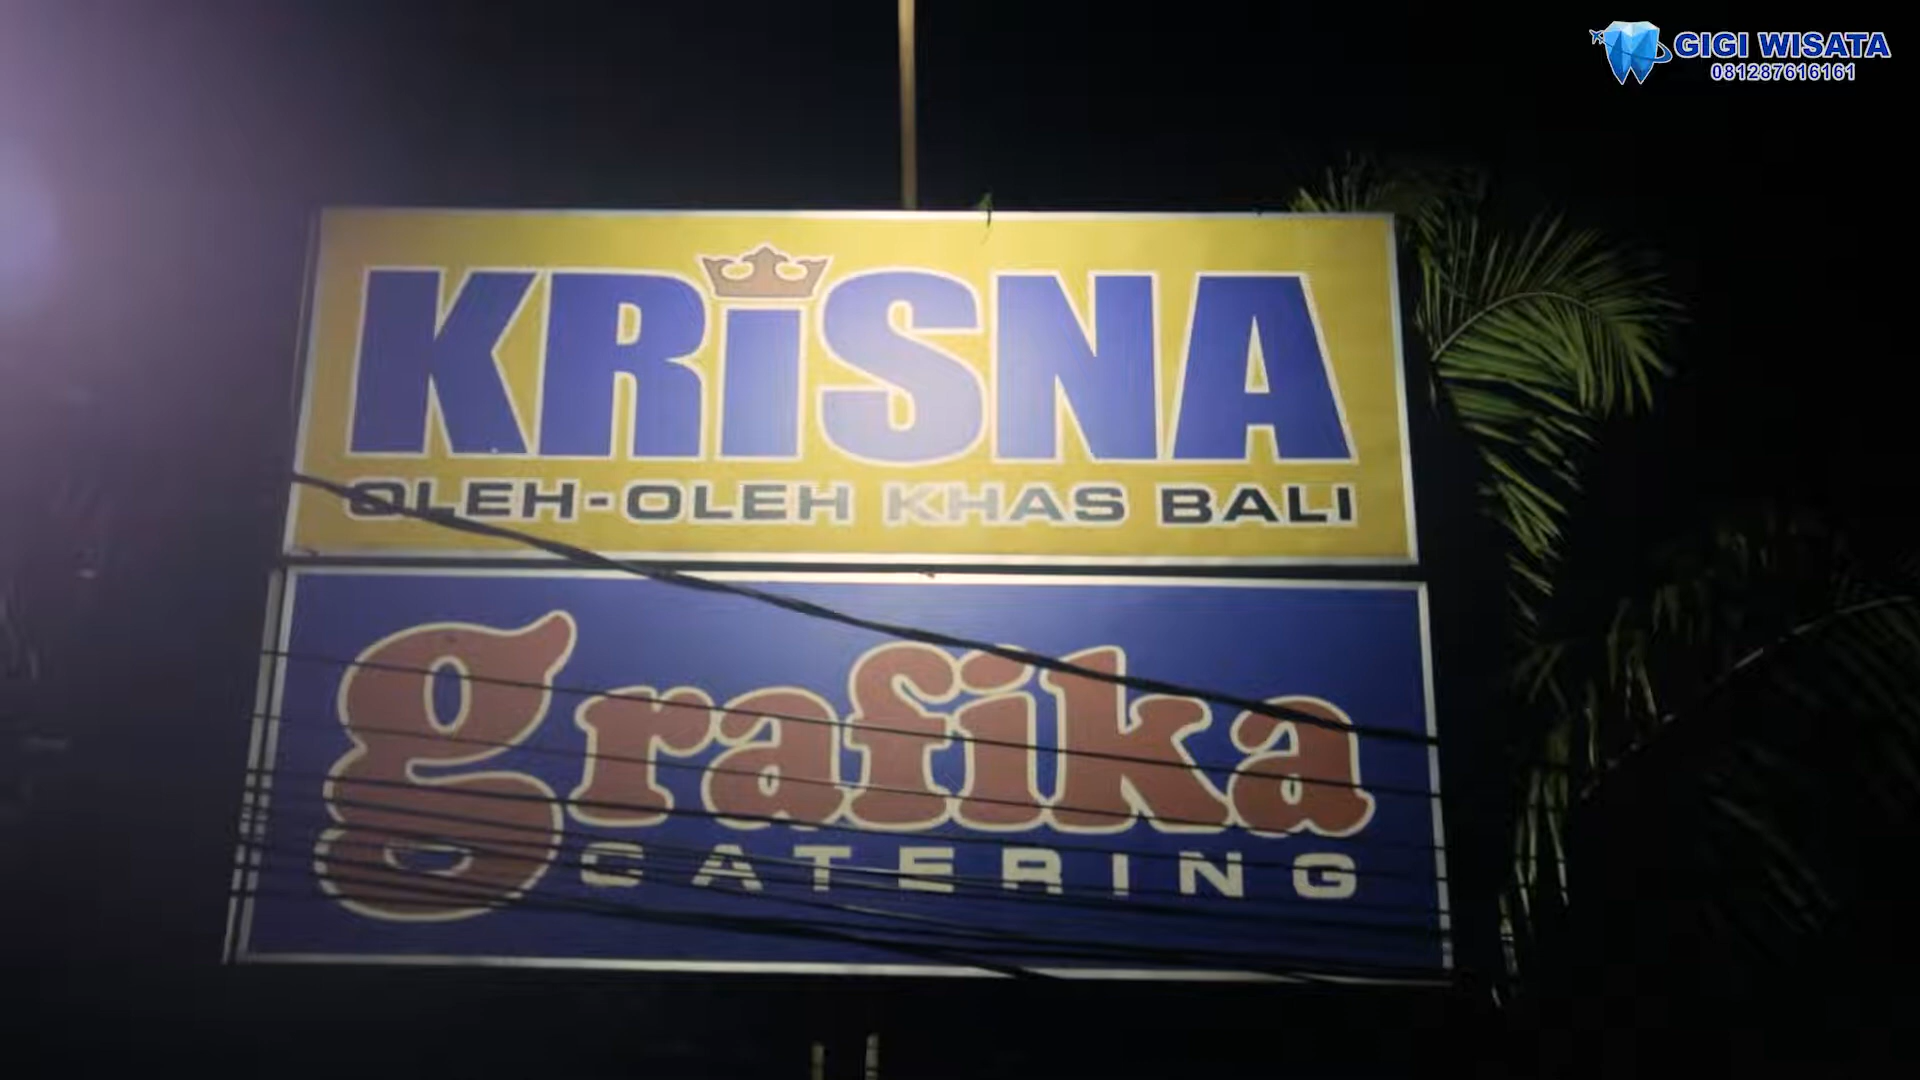 GIGI WISATA
081287616161
KRiSNA
OLEH-OLEH KHAS BALI
grafika
CATERING